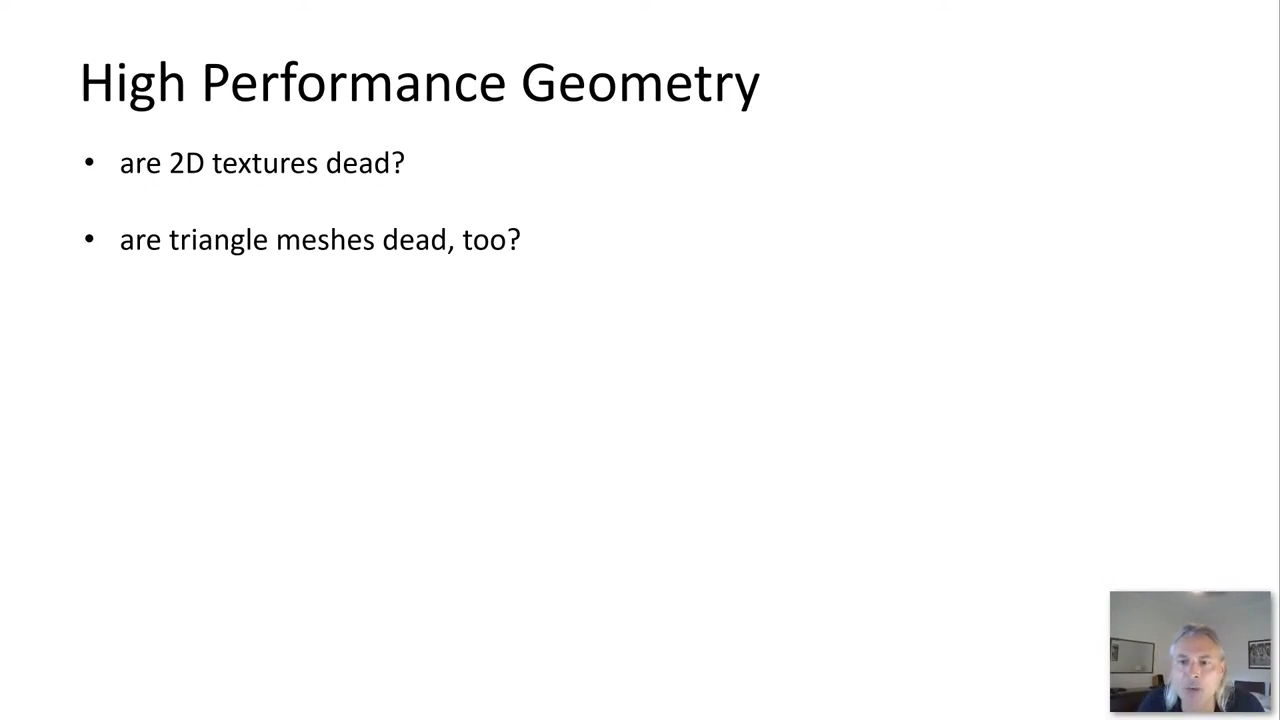 High Performance Geometry
• are 2D textures dead?
• are triangle meshes dead, too?